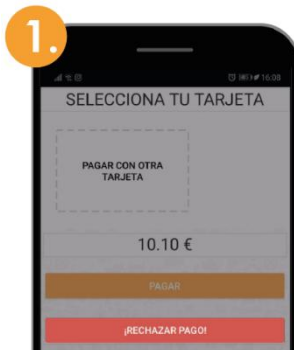 1.
16:08
SELECCIONA TU TARJETA
PAGAR CON OTRA
TARJETA
10.10 €
PAGAR
¡RECHAZAR PAGO!